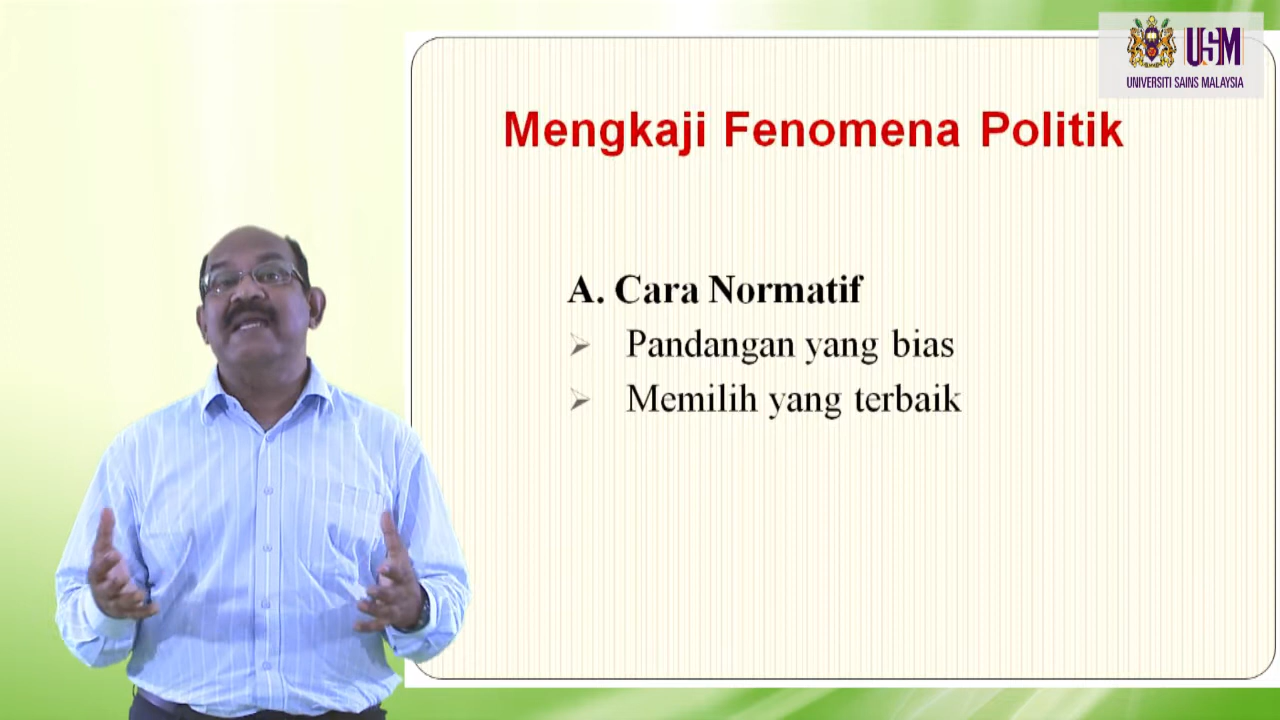 USM
UNIVERSITI SAINS MALAYSIA
Mengkaji Fenomena Politik
A. Cara Normatif
Pandangan yang bias
Memilih yang terbaik